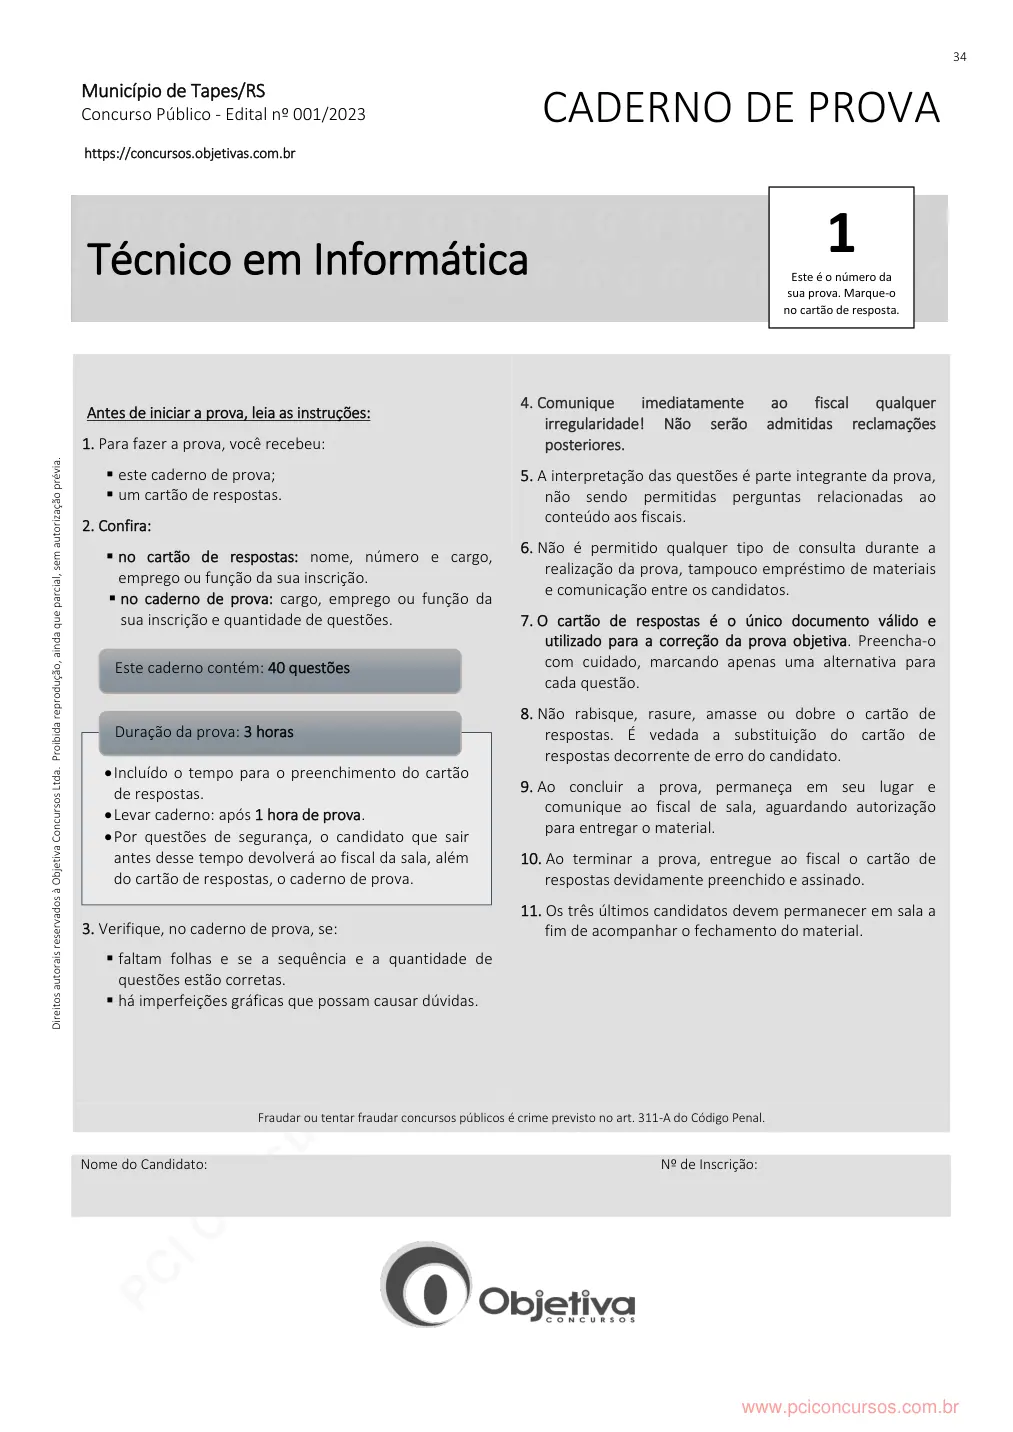 34
Município de Tapes/RS
Concurso Público - Edital nº 001/2023
CADERNO DE PROVA
https://concursos.objetivas.com.br
Técnico em Informática
1
Este é o número da
sua prova. Marque-o
no cartão de resposta.
Antes de iniciar a prova, leia as instruções:
1. Para fazer a prova, você recebeu:
▪ este caderno de prova;
▪ um cartão de respostas.
2. Confira:
▪ no cartão de respostas: nome, número e cargo,
emprego ou função da sua inscrição.
▪ no caderno de prova: cargo, emprego ou função da
sua inscrição e quantidade de questões.
Este caderno contém: 40 questões
Duração da prova: 3 horas
•Incluído o tempo para o preenchimento do cartão
de respostas.
•Levar caderno: após 1 hora de prova.
•Por questões de segurança, o candidato que sair
antes desse tempo devolverá ao fiscal da sala, além
do cartão de respostas, o caderno de prova.
3. Verifique, no caderno de prova, se:
▪ faltam folhas e se a sequência e a quantidade de
questões estão corretas.
▪ há imperfeições gráficas que possam causar dúvidas.
4. Comunique imediatamente ao fiscal qualquer
irregularidade! Não serão admitidas reclamações
posteriores.
5. A interpretação das questões é parte integrante da prova,
não sendo permitidas perguntas relacionadas ao
conteúdo aos fiscais.
6. Não é permitido qualquer tipo de consulta durante a
realização da prova, tampouco empréstimo de materiais
e comunicação entre os candidatos.
7. O cartão de respostas é o único documento válido e
utilizado para a correção da prova objetiva. Preencha-o
com cuidado, marcando apenas uma alternativa para
cada questão.
8. Não rabisque, rasure, amasse ou dobre o cartão de
respostas. É vedada a substituição do cartão de
respostas decorrente de erro do candidato.
9. Ao concluir a prova, permaneça em seu lugar e
comunique ao fiscal de sala, aguardando autorização
para entregar o material.
10. Ao terminar a prova, entregue ao fiscal o cartão de
respostas devidamente preenchido e assinado.
11. Os três últimos candidatos devem permanecer em sala a
fim de acompanhar o fechamento do material.
Direitos autorais reservados à Objetiva Concursos Ltda. Proibida reprodução, ainda que parcial, sem autorização prévia.
Fraudar ou tentar fraudar concursos públicos é crime previsto no art. 311-A do Código Penal.
Nome do Candidato:
Nº de Inscrição:
PCI C
Objetiva
CONCURSOS
www.pciconcursos.com.br